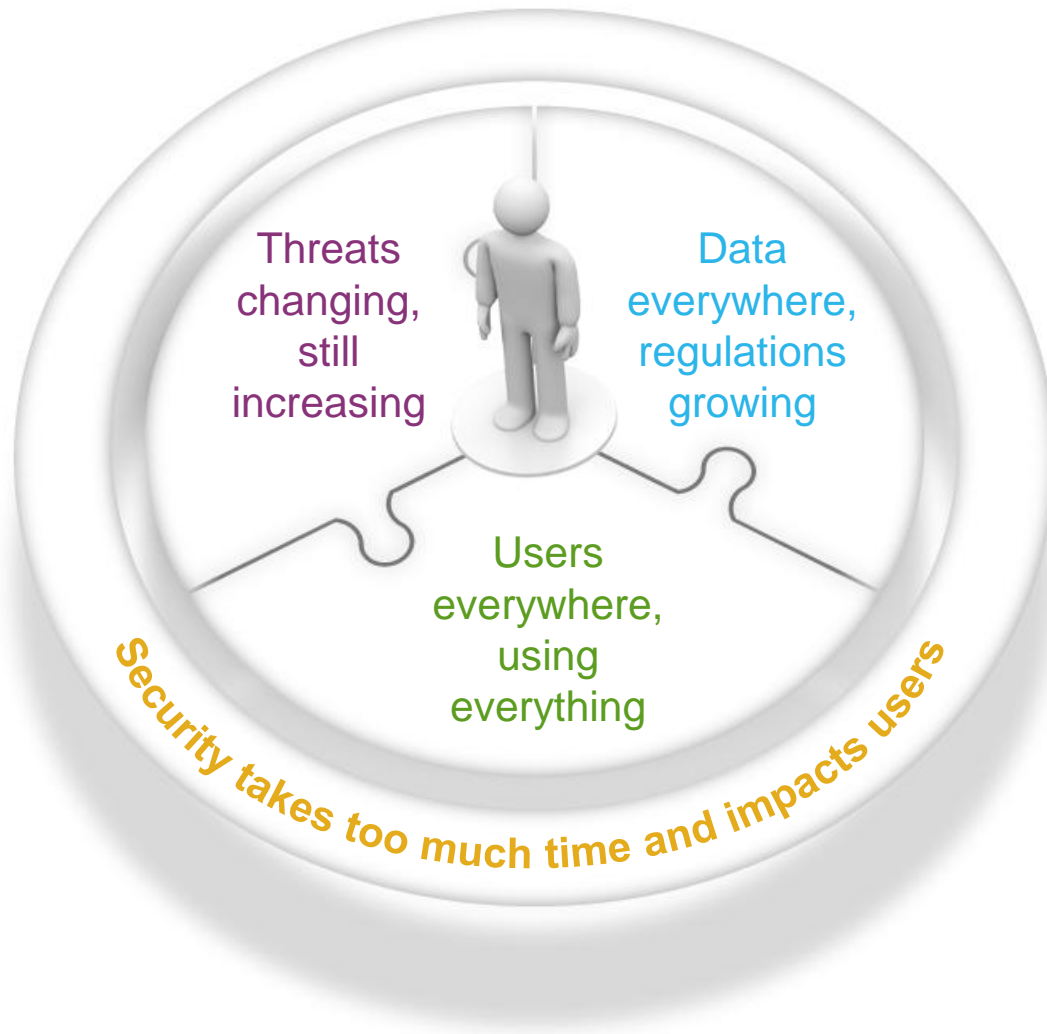 Threats
changing,
still
increasing
Data
everywhere,
regulations
growing
Users
everywhere,
using
everything
Security takes too much time and impacts users